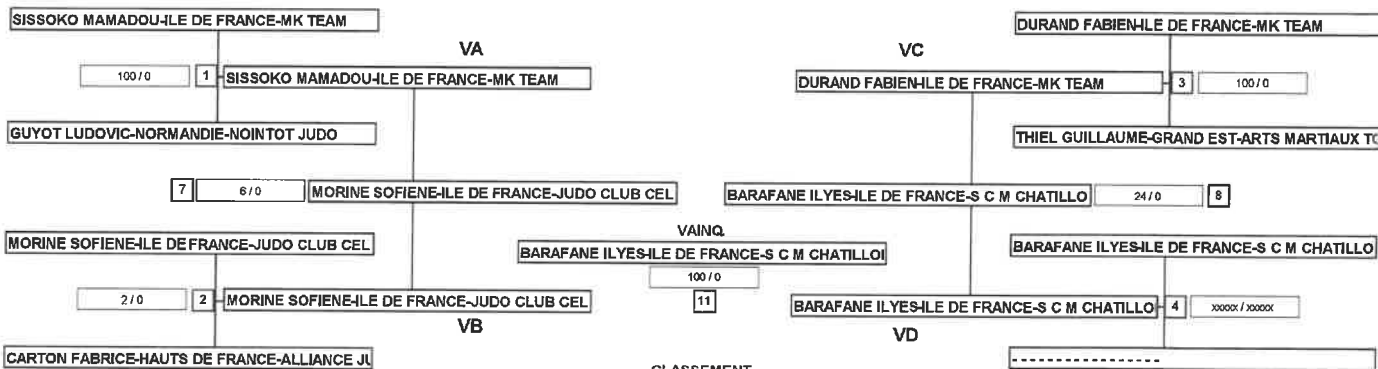 SISSOKO MAMADOU-ILE DE FRANCE-MK TEAM
DURAND FABIEN-ILE DE FRANCE-MK TEAM
VA
VC
100 / 0
1
SISSOKO MAMADOU-ILE DE FRANCE-MK TEAM
DURAND FABIEN-ILE DE FRANCE-MK TEAM
3
100 / 0
GUYOT LUDOVIC-NORMANDIE-NOINTOT JUDO
THIEL GUILLAUME-GRAND EST-ARTS MARTIAUX TO
7
6 / 0
MORINE SOFIENE-ILE DE FRANCE-JUDO CLUB CEL
BARAFANE ILYES-ILE DE FRANCE-S C M CHATILLO
24 / 0
8
VAINQ.
MORINE SOFIENE-ILE DE FRANCE-JUDO CLUB CEL
BARAFANE ILYES-ILE DE FRANCE-S C M CHATILLOI
BARAFANE ILYES-ILE DE FRANCE-S C M CHATILLO
100 / 0
2 / 0
2
MORINE SOFIENE-ILE DE FRANCE-JUDO CLUB CEL
11
BARAFANE ILYES-ILE DE FRANCE-S C M CHATILLO
4
xxxxx / xxxxx
VB
VD
CARTON FABRICE-HAUTS DE FRANCE-ALLIANCE JU
- - - - - - - - - - - - - - - - - -
CLASSEMENT